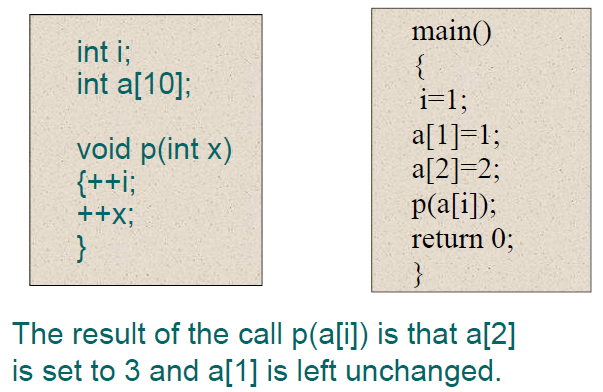 int i;
int a[10];
void p(int x)
{++i;
++x;
}
main()
{
i=1;
a[1]=1;
a[2]=2;
p(a[i]);
return 0;
}
The result of the call p(a[i]) is that a[2]
is set to 3 and a[1] is left unchanged.